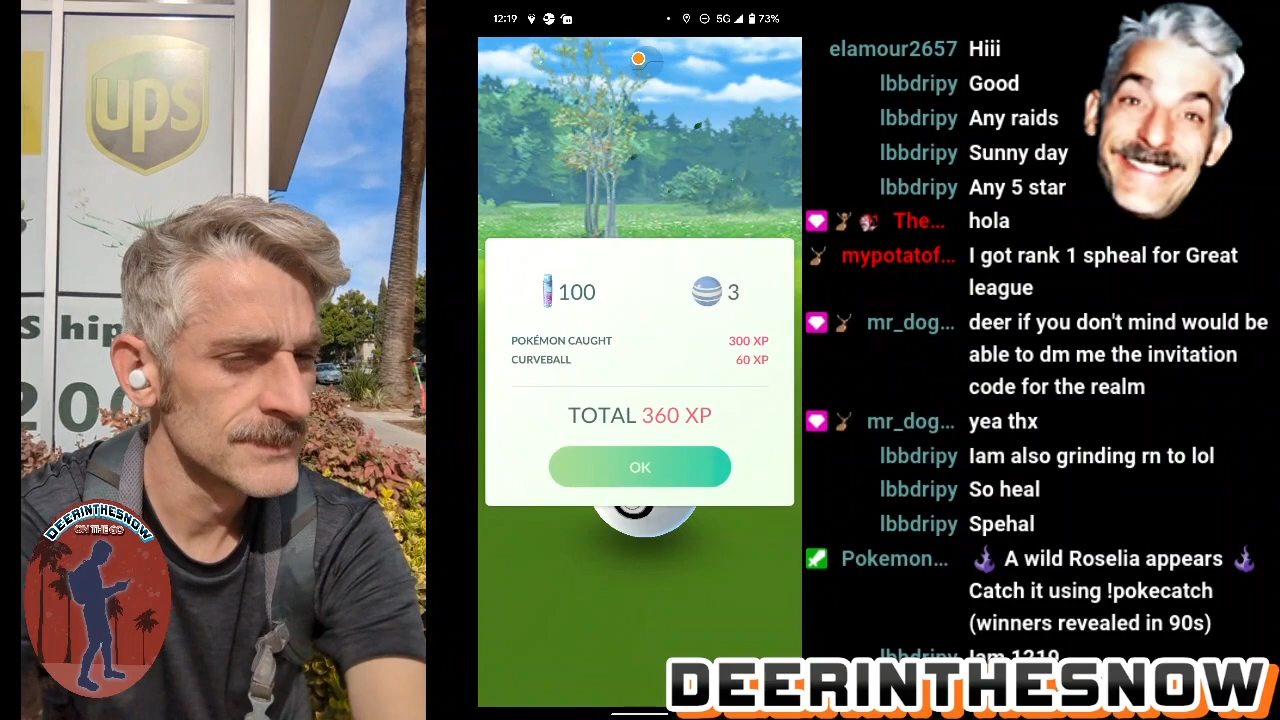 ups
S hip
200
DEERINTHESNOW
ON THE GO
12:19
5G
73%
100
3
POKÉMON CAUGHT 300 XP
CURVEBALL 60 XP
TOTAL 360 XP
OK
elamour2657 Hiii
lbbdripy Good
lbbdripy Any raids
lbbdripy Sunny day
lbbdripy Any 5 star
The... hola
mypotatof... I got rank 1 spheal for Great
league
mr_dog... deer if you don't mind would be
able to dm me the invitation
code for the realm
mr_dog... yea thx
lbbdripy Iam also grinding rn to lol
lbbdripy So heal
lbbdripy Spehal
Pokemon... A wild Roselia appears
Catch it using !pokecatch
(winners revealed in 90s)
lbbdripy Iam 1219
DEERINTHESNOW